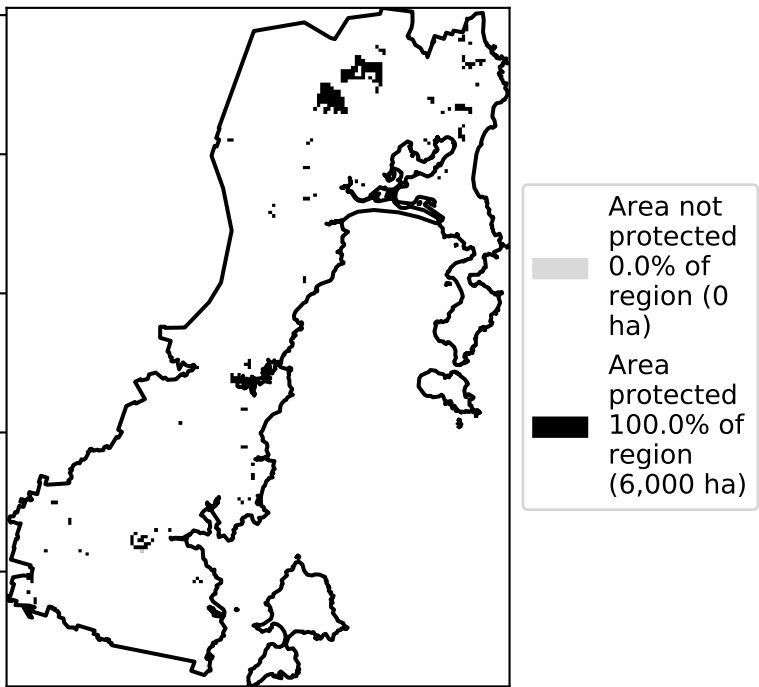 Area not
protected
0.0% of
region (0
ha)
Area
protected
100.0% of
region
(6,000 ha)